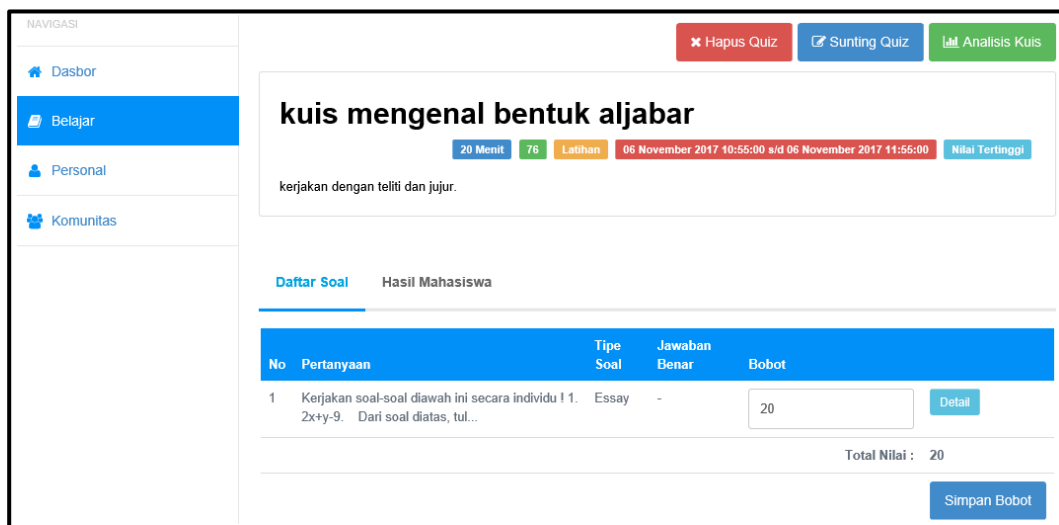 NAVIGASI
Dasbor
Belajar
Personal
Komunitas
Hapus Quiz Sunting Quiz Analisis Kuis
kuis mengenal bentuk aljabar
20 Menit 76 Latihan 06 November 2017 10:55:00 s/d 06 November 2017 11:55:00 Nilai Tertinggi
kerjakan dengan teliti dan jujur.
Daftar Soal Hasil Mahasiswa
No Pertanyaan Tipe Soal Jawaban Benar Bobot
1 Kerjakan soal-soal diawah ini secara individu ! 1. Essay - 20 Detail
2x+y-9. Dari soal diatas, tul...
Total Nilai : 20
Simpan Bobot